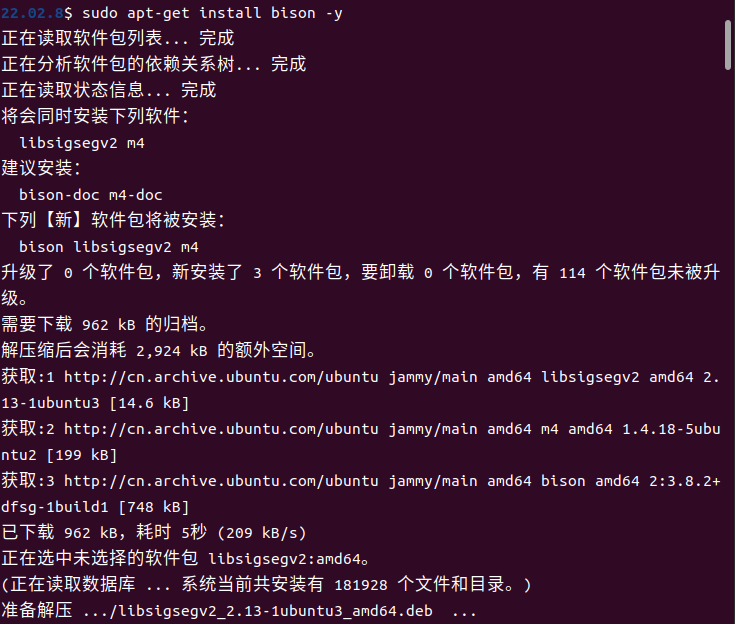 22.02.8$ sudo apt-get install bison -y
正在读取软件包列表... 完成
正在分析软件包的依赖关系树... 完成
正在读取状态信息... 完成
将会同时安装下列软件：
libsigsegv2 m4
建议安装：
bison-doc m4-doc
下列【新】软件包将被安装：
bison libsigsegv2 m4
升级了 0 个软件包，新安装了 3 个软件包，要卸载 0 个软件包，有 114 个软件包未被升
级。
需要下载 962 kB 的归档。
解压缩后会消耗 2,924 kB 的额外空间。
获取:1 http://cn.archive.ubuntu.com/ubuntu jammy/main amd64 libsigsegv2 amd64 2.
13-1ubuntu3 [14.6 kB]
获取:2 http://cn.archive.ubuntu.com/ubuntu jammy/main amd64 m4 amd64 1.4.18-5ubu
ntu2 [199 kB]
获取:3 http://cn.archive.ubuntu.com/ubuntu jammy/main amd64 bison amd64 2:3.8.2+
dfsg-1build1 [748 kB]
已下载 962 kB，耗时 5秒 (209 kB/s)
正在选中未选择的软件包 libsigsegv2:amd64。
(正在读取数据库 ... 系统当前共安装有 181928 个文件和目录。)
准备解压 .../libsigsegv2_2.13-1ubuntu3_amd64.deb  ...